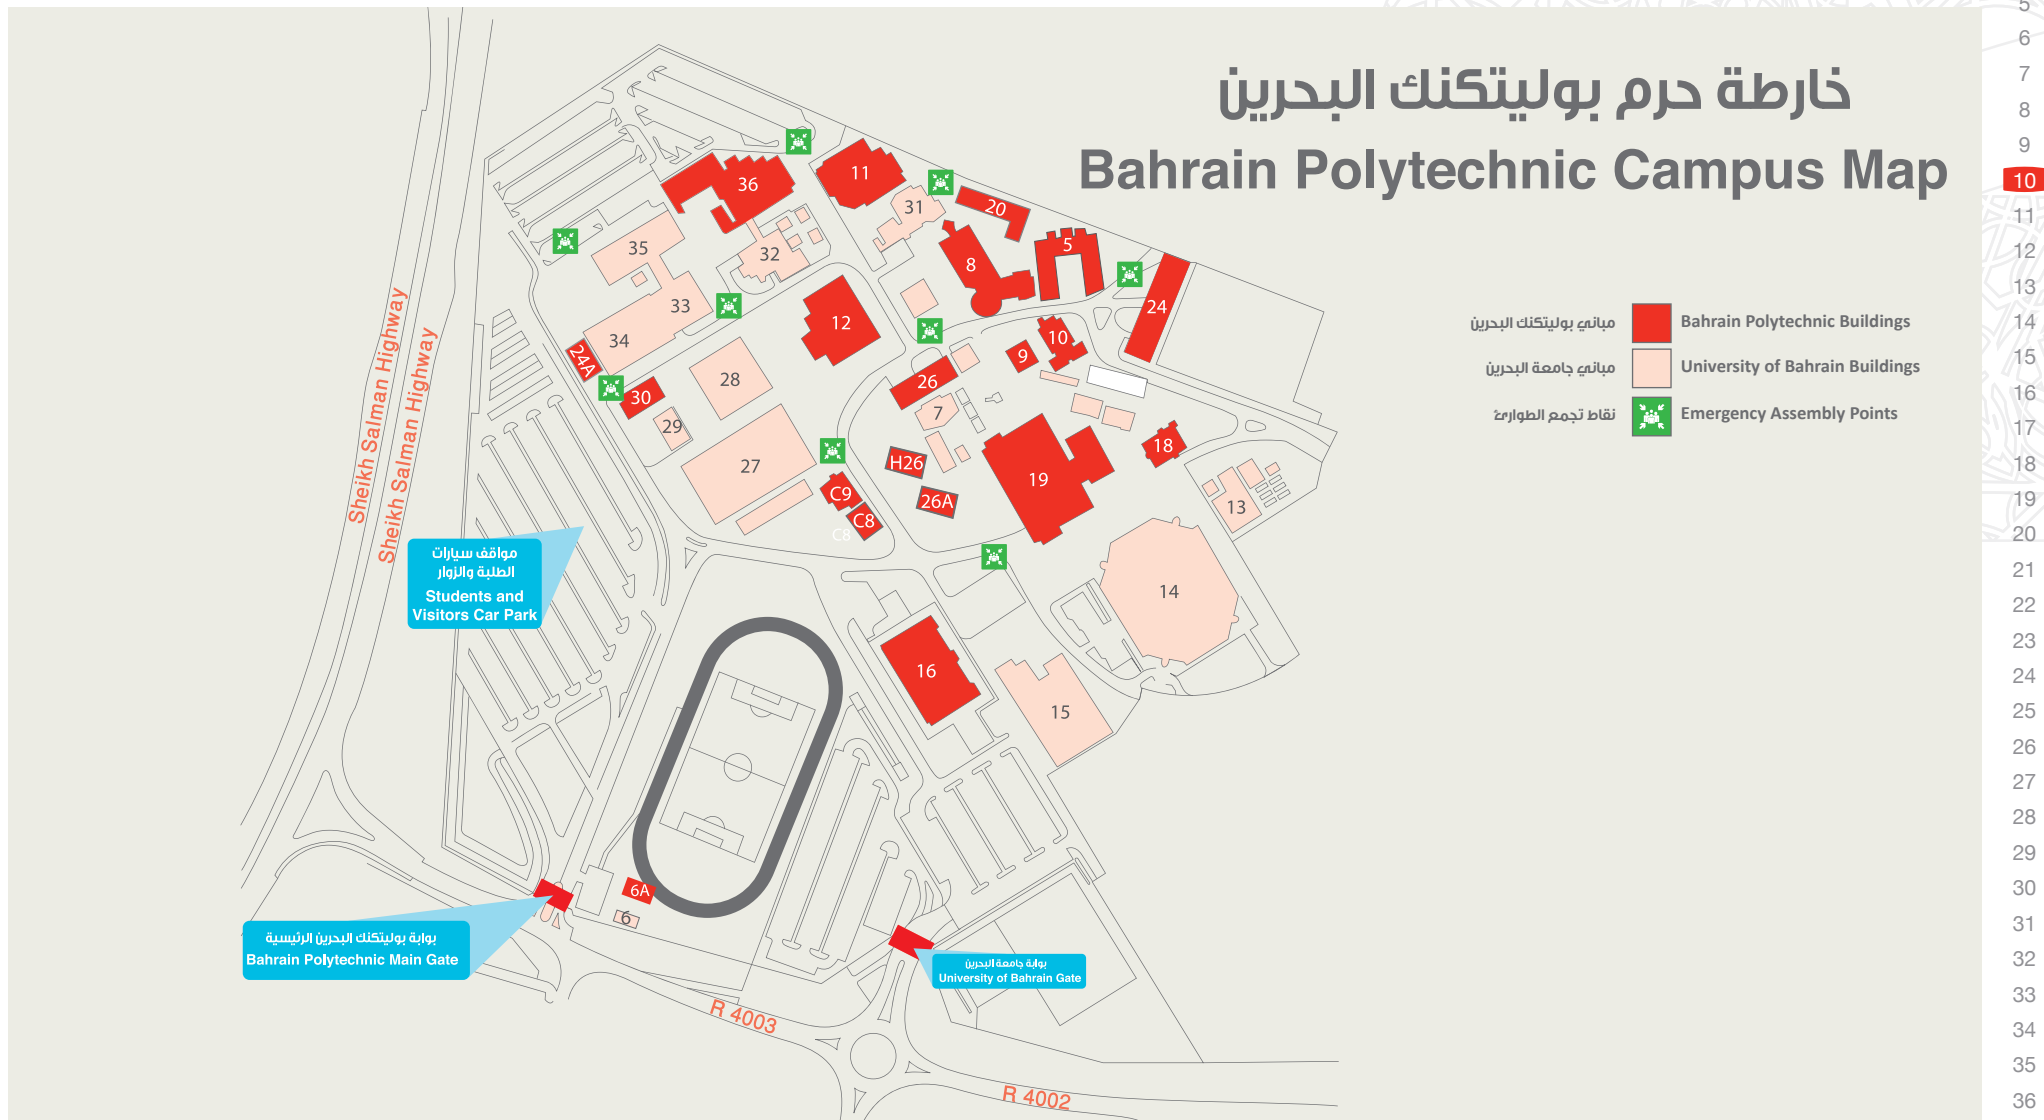 خارطة حرم بوليتكنك البحرين
Bahrain Polytechnic Campus Map
مباني بوليتكنك البحرين
Bahrain Polytechnic Buildings
مباني جامعة البحرين
University of Bahrain Buildings
نقاط تجمع الطوارئ
Emergency Assembly Points
Sheikh Salman Highway
Sheikh Salman Highway
مواقف سيارات
الطلبة والزوار
Students and
Visitors Car Park
بوابة بوليتكنك البحرين الرئيسية
Bahrain Polytechnic Main Gate
بوابة جامعة البحرين
University of Bahrain Gate
R 4003
R 4002
36
11
31
20
35
32
8
5
33
34
12
24
24A
30
28
29
27
26
9
10
7
H26
26A
C9
C8
C8
19
18
13
14
16
15
6A
6
5
6
7
8
9
10
11
12
13
14
15
16
17
18
19
20
21
22
23
24
25
26
27
28
29
30
31
32
33
34
35
36